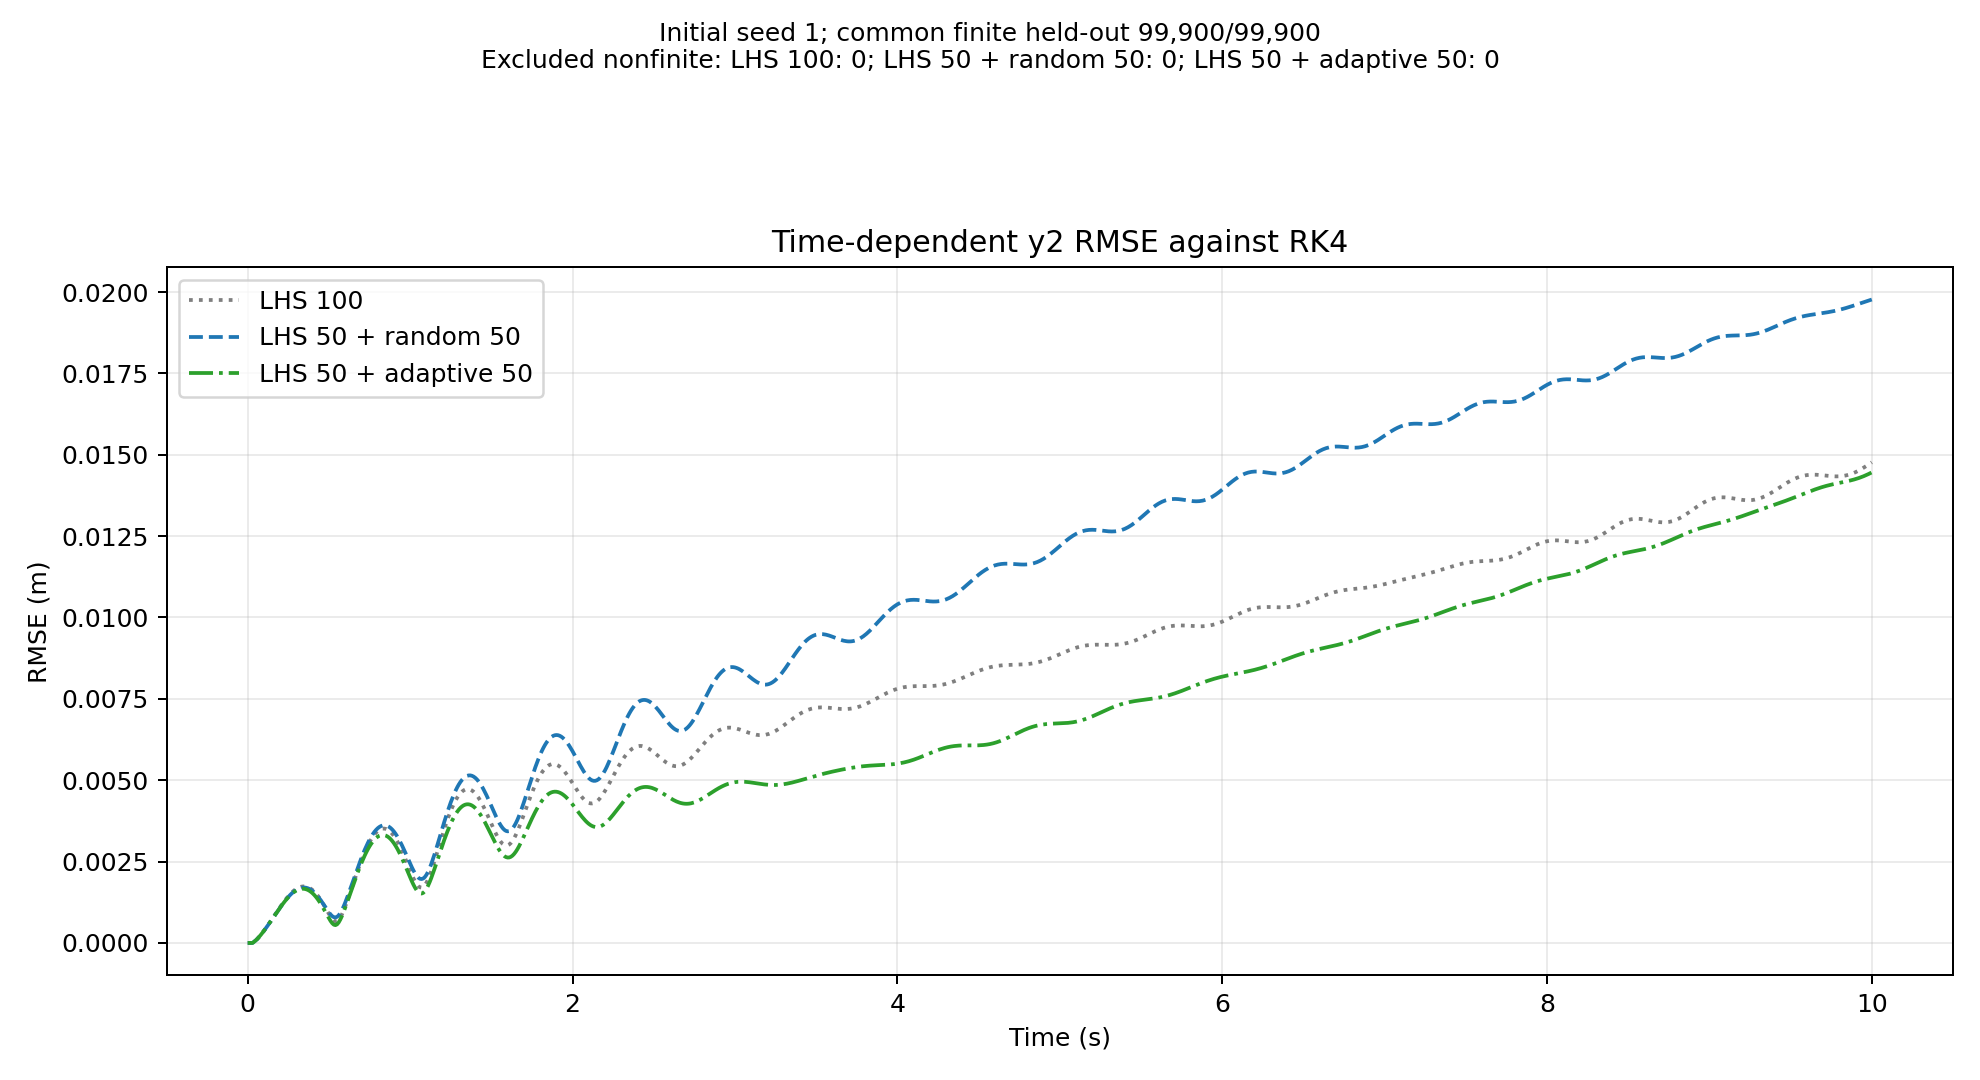 Initial seed 1; common finite held-out 99,900/99,900
Excluded nonfinite: LHS 100: 0; LHS 50 + random 50: 0; LHS 50 + adaptive 50: 0
Time-dependent y2 RMSE against RK4
LHS 100
LHS 50 + random 50
LHS 50 + adaptive 50
RMSE (m)
0.0200
0.0175
0.0150
0.0125
0.0100
0.0075
0.0050
0.0025
0.0000
0 2 4 6 8 10
Time (s)